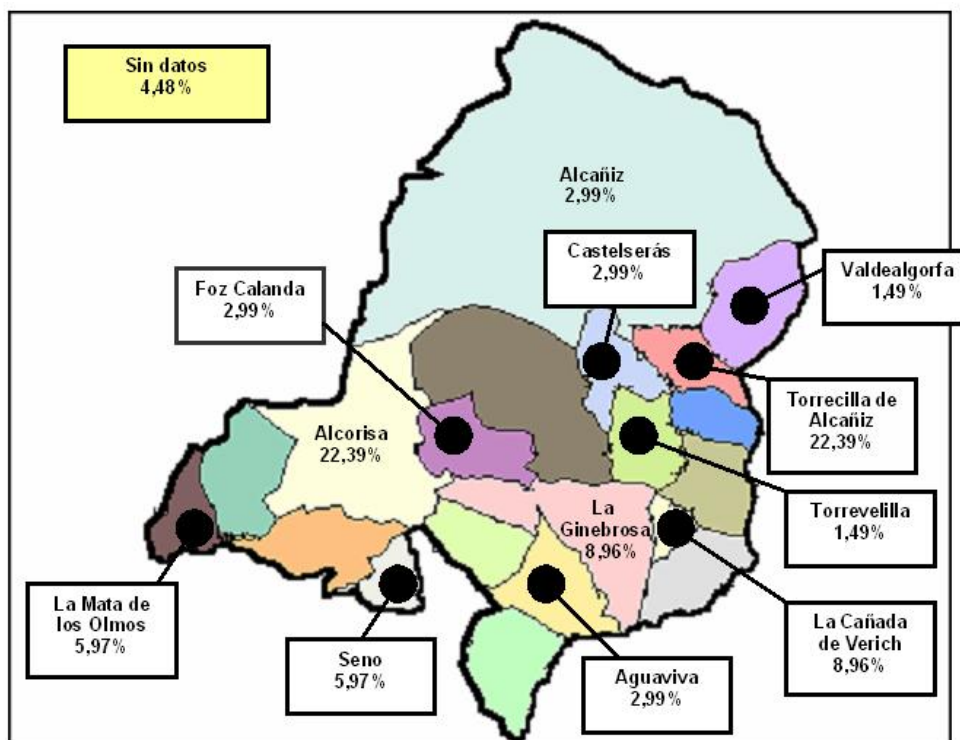 Sin datos
4,48%
Alcañiz
2,99%
Castelserás
2,99%
Valdealgorfa
1,49%
Foz Calanda
2,99%
Alcorisa
22,39%
Torrecilla de
Alcañiz
22,39%
La
Ginebrosa
8,96%
Torrevelilla
1,49%
La Mata de
los Olmos
5,97%
Seno
5,97%
Aguaviva
2,99%
La Cañada
de Verich
8,96%